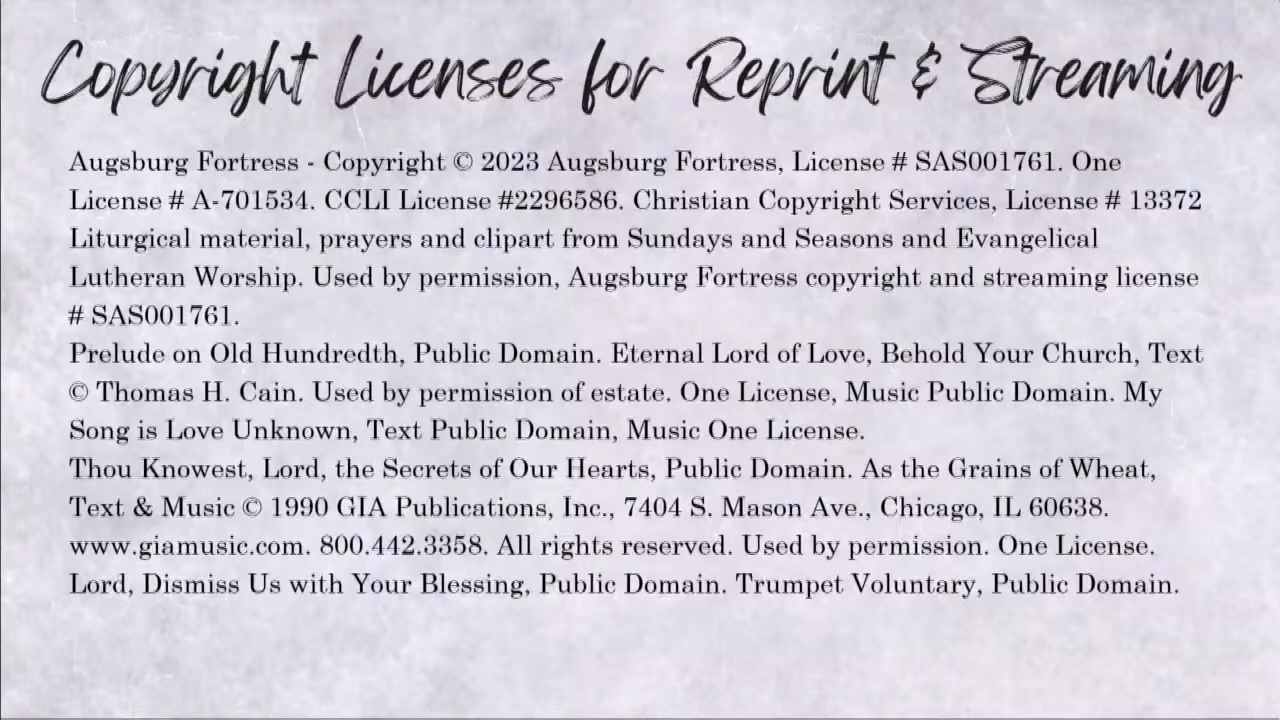 Copyright Licenses for Reprint & Streaming
Augsburg Fortress - Copyright © 2023 Augsburg Fortress, License # SAS001761. One
License # A-701534. CCLI License #2296586. Christian Copyright Services, License # 13372
Liturgical material, prayers and clipart from Sundays and Seasons and Evangelical
Lutheran Worship. Used by permission, Augsburg Fortress copyright and streaming license
# SAS001761.
Prelude on Old Hundredth, Public Domain. Eternal Lord of Love, Behold Your Church, Text
© Thomas H. Cain. Used by permission of estate. One License, Music Public Domain. My
Song is Love Unknown, Text Public Domain, Music One License.
Thou Knowest, Lord, the Secrets of Our Hearts, Public Domain. As the Grains of Wheat,
Text & Music © 1990 GIA Publications, Inc., 7404 S. Mason Ave., Chicago, IL 60638.
www.giamusic.com. 800.442.3358. All rights reserved. Used by permission. One License.
Lord, Dismiss Us with Your Blessing, Public Domain. Trumpet Voluntary, Public Domain.